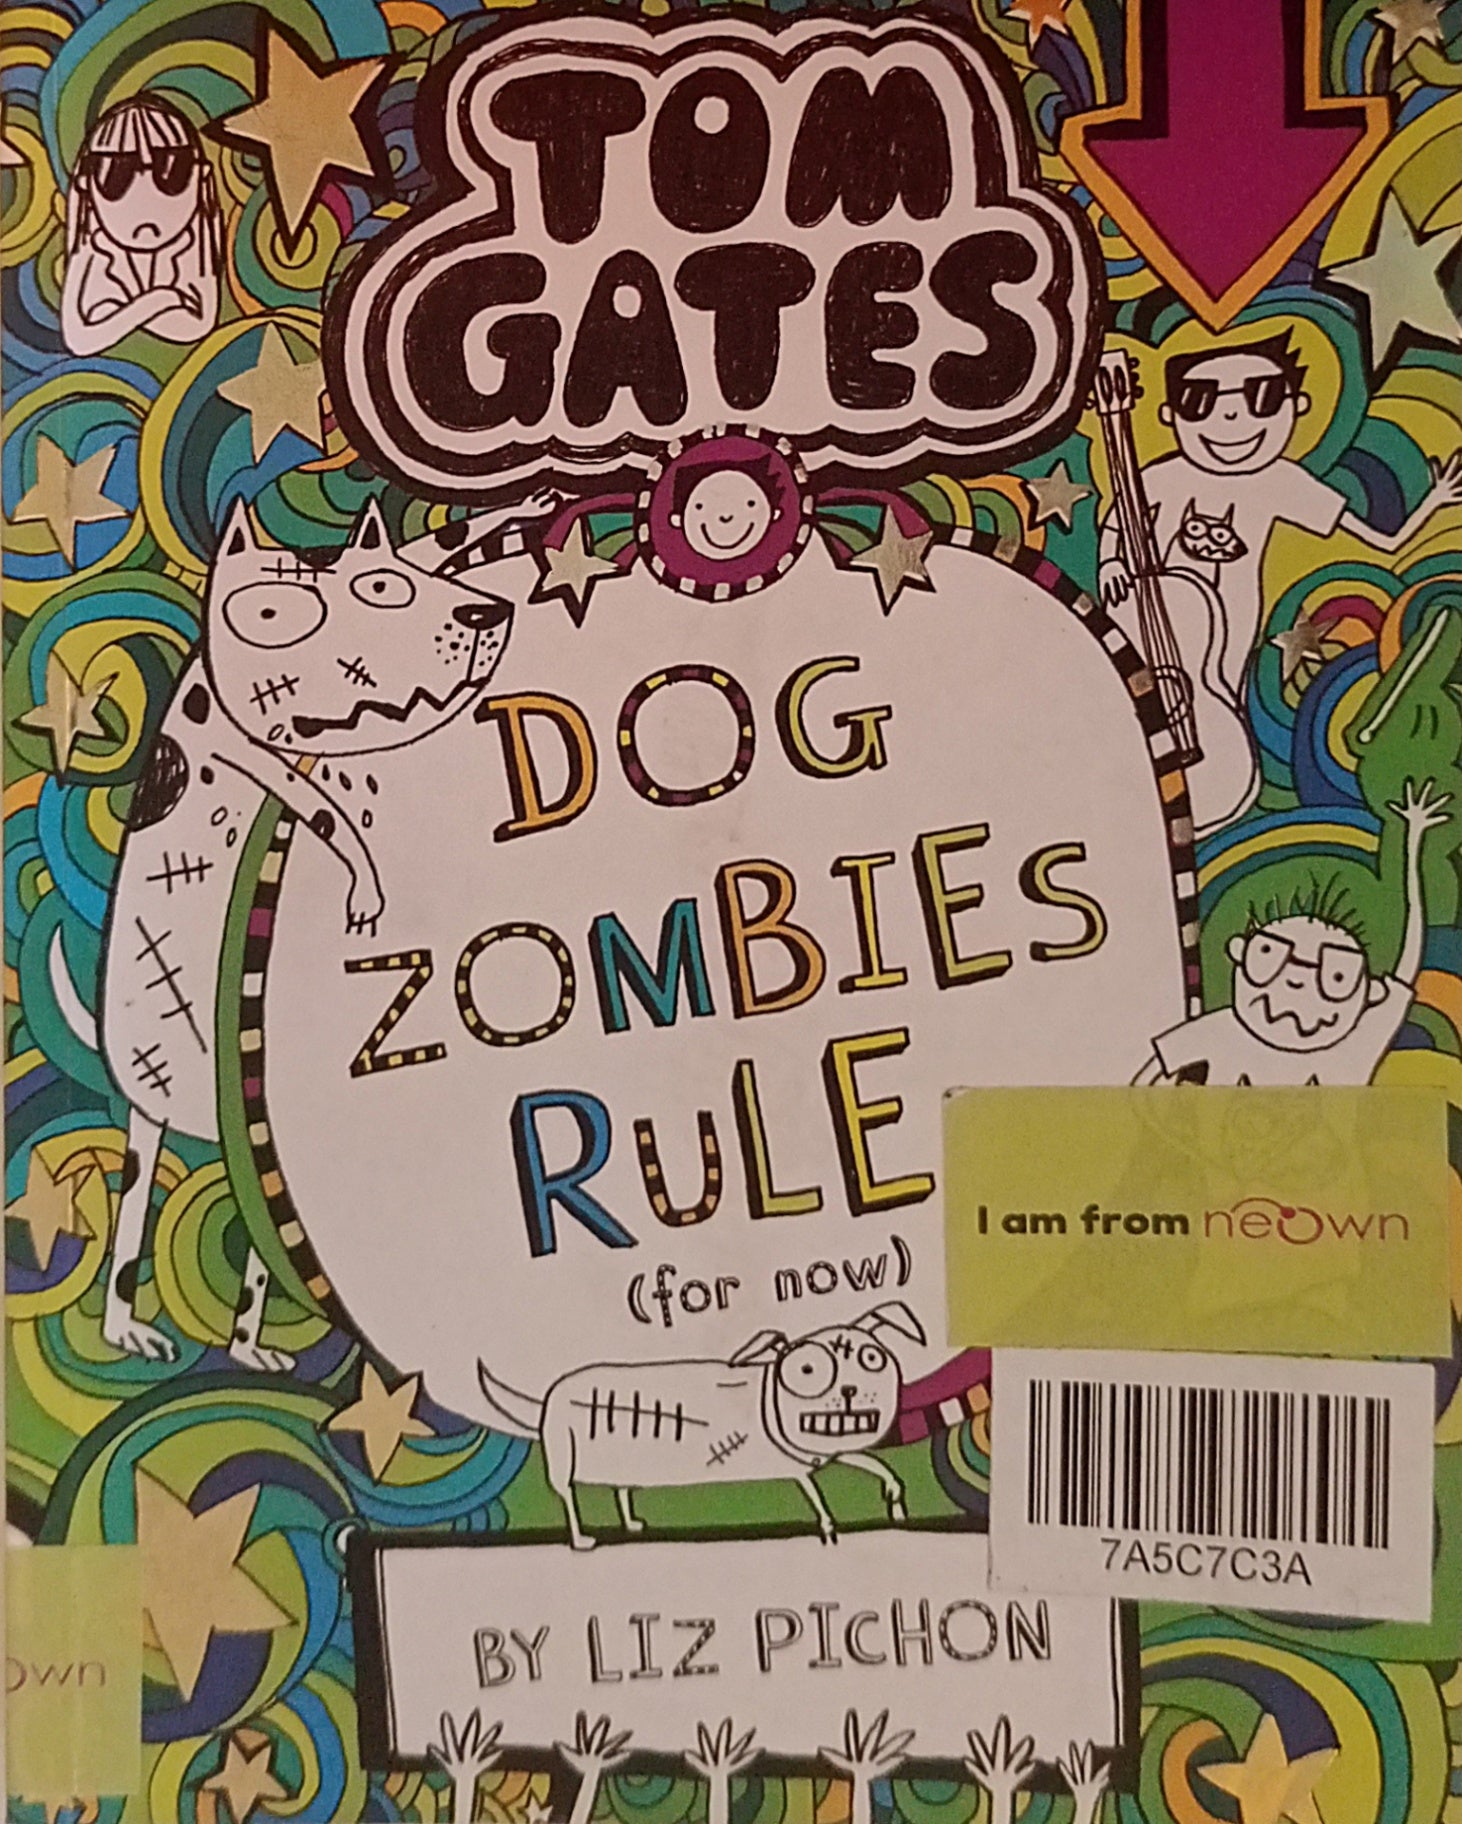 TOM
GATES
DOG
ZOMBIES
RULE
(for now)
I am from neown
7A5C7C3A
BY LIZ PICHON
own